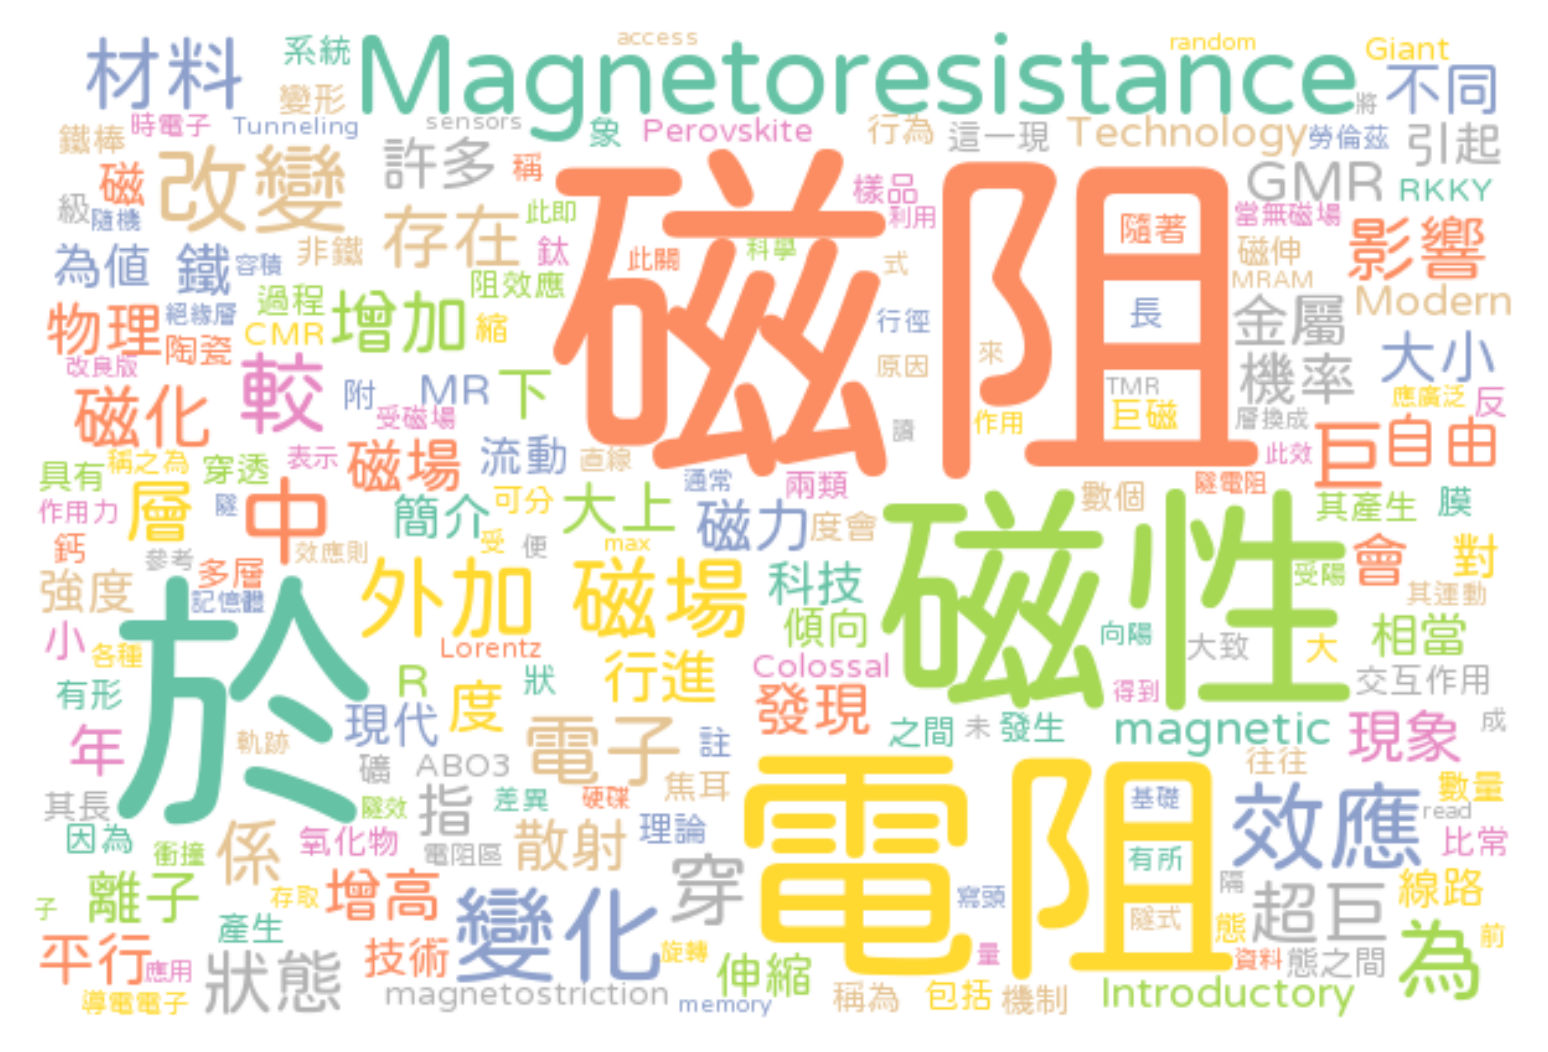 材料 系統 Magnetoresistance access random Giant 不同
變形 將
鐵棒 時電子 Tunneling sensors 象 Perovskite 行為 這一現 Technology 勞倫茲 引起
磁 改變 許多 稱 磁阻 樣品 隨著 GMR RKKY
級 隨機 存在 此即 利用 當無磁場 影響
為值 鐵 容積 非鐵 鈦 此關 科學 式 磁伸 MRAM
過程 阻效應 Modern
物理 絕緣層 CMR 增加 縮 行徑 長 金屬
改良版 陶瓷 較 原因 來 機率 大小
磁化 附 MR 下 TMR 應廣泛 反
受磁場 作用 巨磁 層換成
具有 稱之為 穿透 表示 磁場 流動 直線 讀 此效 巨 自由
作用力 層 隧 中 簡介 可分 大上 通常 兩類 數個 隧電阻 其產生 膜
磁力 度會 磁性
鈣 參考 效應則 受 便 max 會 對
強度 多層 記憶體 外加 磁場 科技 受陽 其運動
小 各種 於 Lorentz 傾向 向陽 大致 大 相當
有形 R 度 狀 行進 Colossal 得到 交互作用
年 軌跡 現代 電子 註 發現 之間 未 發生 magnetic 現象 成
礦 ABO3 焦耳 往往
其長 隧效 指 差異 硬碟 電阻 基礎 效應 數量 read
因為 衝撞 係 氧化物 電阻區 散射 理論 有所 比常
子 離子 存取 增高 穿 寫頭 隧式 隔 超巨 線路
產生 變化 態 為 前
平行 應用 狀態 技術 旋轉 伸縮 量 資料 態之間
導電電子 magnetostriction memory 稱為 包括 機制 Introductory